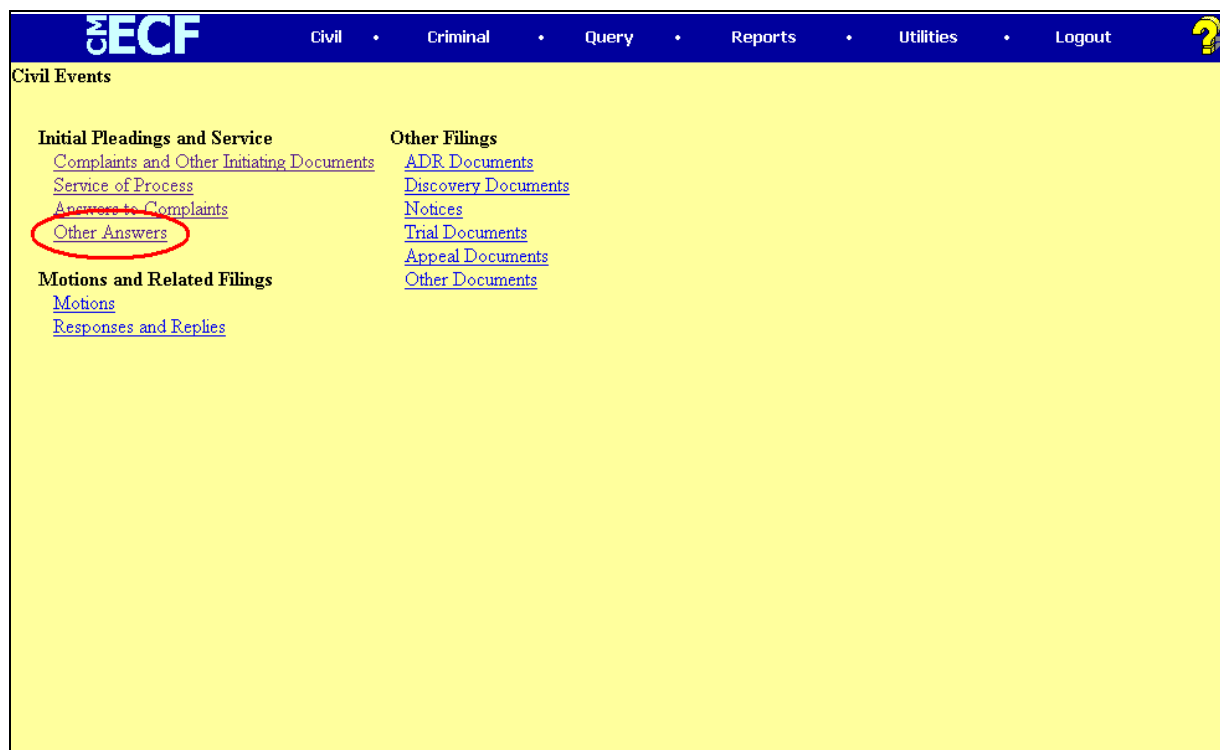 CM ECF Civil • Criminal • Query • Reports • Utilities • Logout ?
Civil Events
Initial Pleadings and Service
Complaints and Other Initiating Documents
Service of Process
Answers to Complaints
Other Answers
Motions and Related Filings
Motions
Responses and Replies
Other Filings
ADR Documents
Discovery Documents
Notices
Trial Documents
Appeal Documents
Other Documents